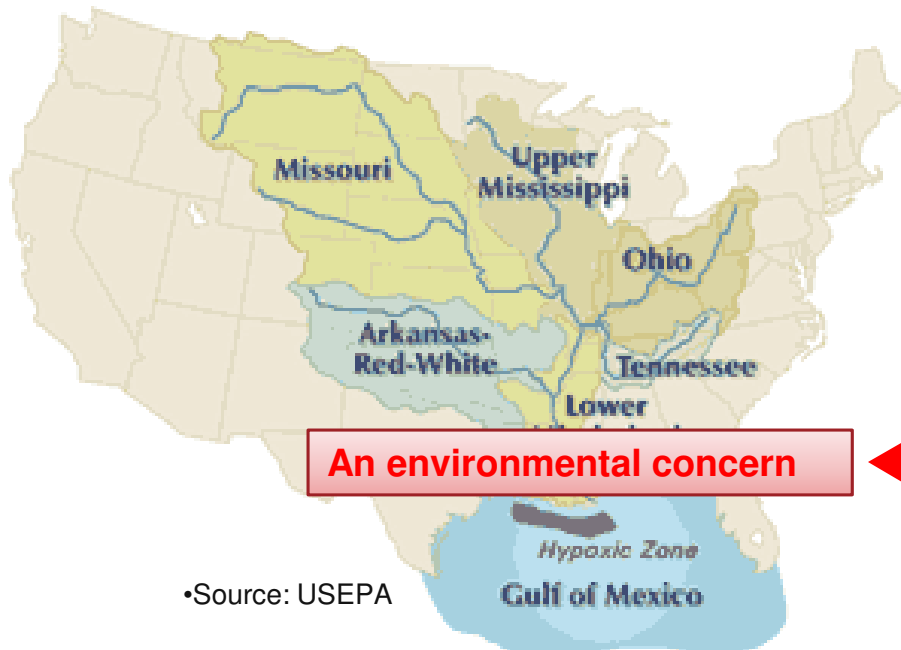 Missouri
Upper
Mississippi
Ohio
Arkansas-
Red-White
Tennessee
Lower
An environmental concern
Hypoxic Zone
•Source: USEPA
Gulf of Mexico